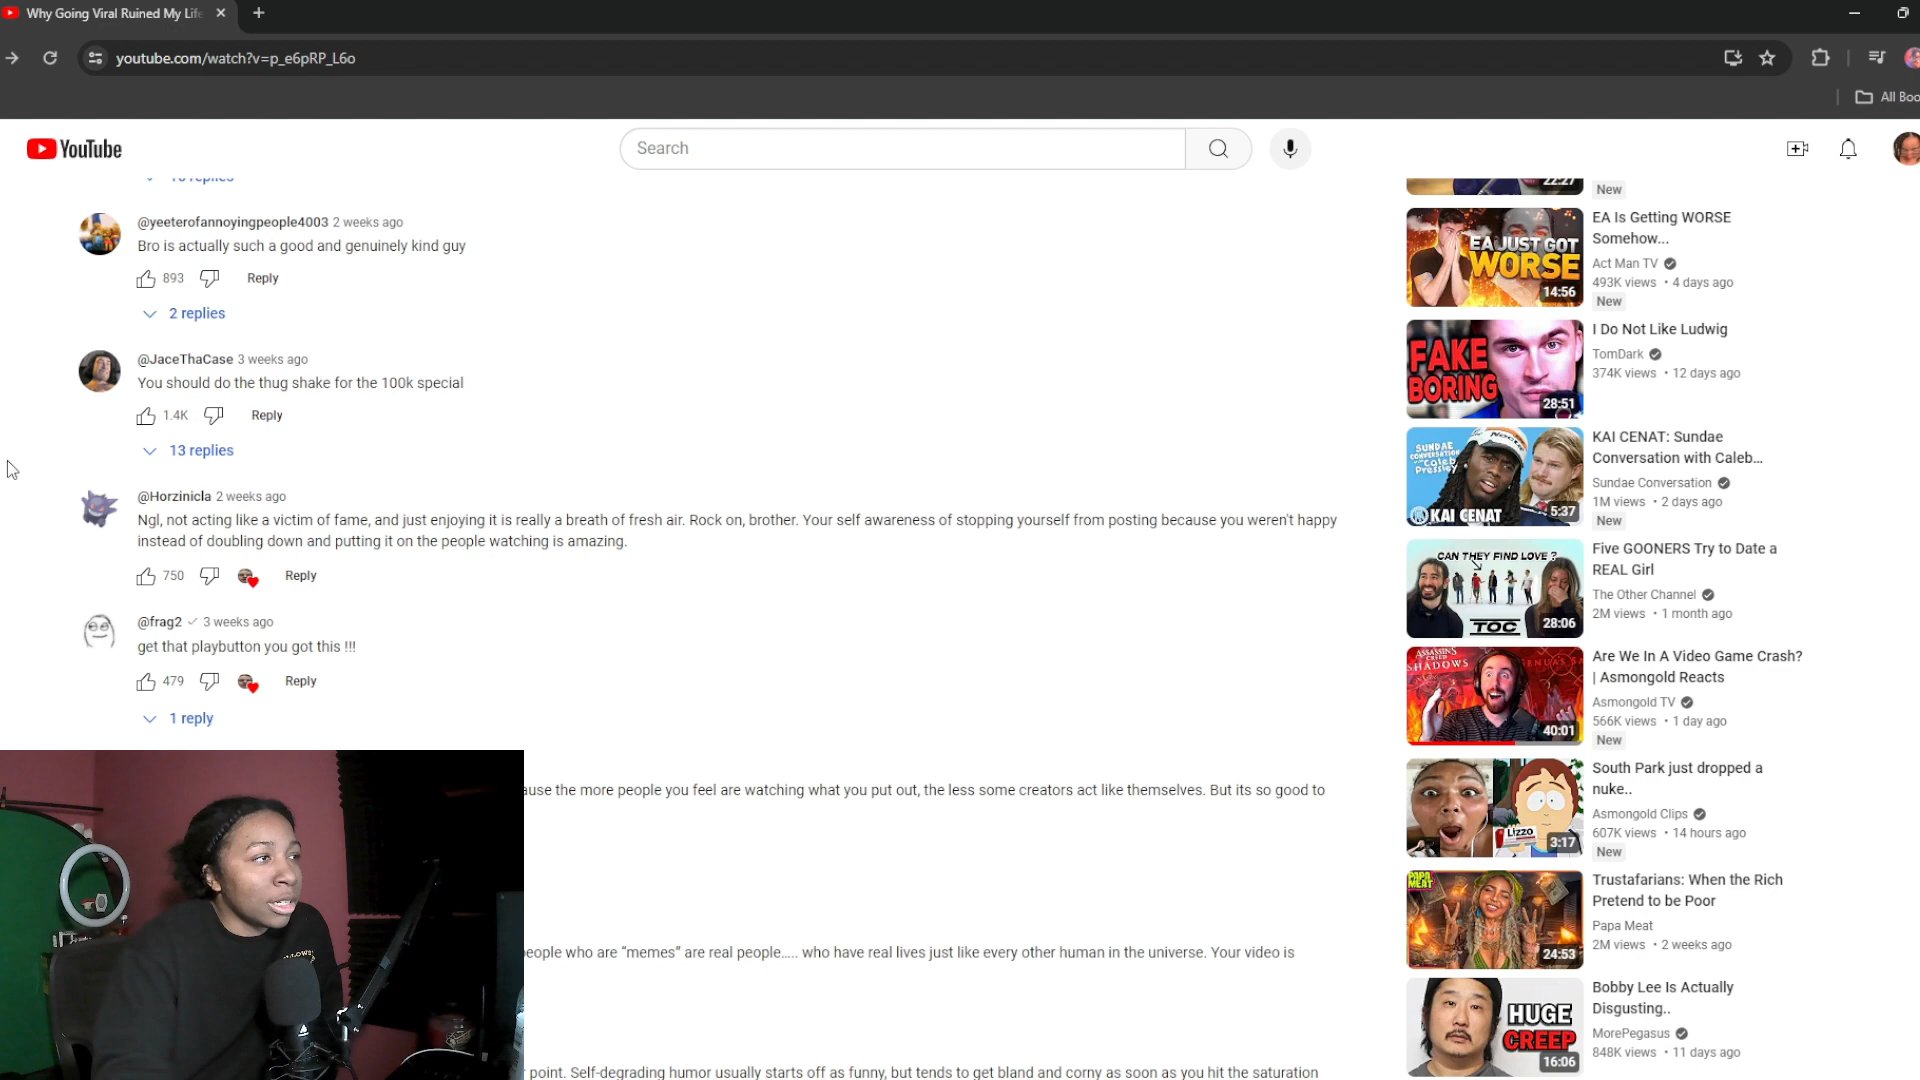 Why Going Viral Ruined My Life
youtube.com/watch?v=p_e6pRP_L6o
All Boo
YouTube
Search
@yeeterofannoyingpeople4003 2 weeks ago
Bro is actually such a good and genuinely kind guy
893 Reply
2 replies
@JaceThaCase 3 weeks ago
You should do the thug shake for the 100k special
1.4K Reply
13 replies
@Horzinicla 2 weeks ago
Ngl, not acting like a victim of fame, and just enjoying it is really a breath of fresh air. Rock on, brother. Your self awareness of stopping yourself from posting because you weren't happy
instead of doubling down and putting it on the people watching is amazing.
750 Reply
@frag2 3 weeks ago
get that playbutton you got this !!!
479 Reply
1 reply
ause the more people you feel are watching what you put out, the less some creators act like themselves. But its so good to
people who are “memes” are real people..... who have real lives just like every other human in the universe. Your video is
point. Self-degrading humor usually starts off as funny, but tends to get bland and corny as soon as you hit the saturation
22:27
New
EA JUST GOT
WORSE
14:56
EA Is Getting WORSE
Somehow...
Act Man TV
493K views • 4 days ago
New
FAKE
BORING
28:51
I Do Not Like Ludwig
TomDark
374K views • 12 days ago
SUNDAE
CONVERSATION
with Caleb
Pressley
KAI CENAT
5:37
KAI CENAT: Sundae
Conversation with Caleb...
Sundae Conversation
1M views • 2 days ago
New
CAN THEY FIND LOVE ?
TOC
28:06
Five GOONERS Try to Date a
REAL Girl
The Other Channel
2M views • 1 month ago
ASSASSINS
CREED
SHADOWS
40:01
Are We In A Video Game Crash?
| Asmongold Reacts
Asmongold TV
566K views • 1 day ago
New
LIZZO
3:17
South Park just dropped a
nuke..
Asmongold Clips
607K views • 14 hours ago
New
PAPA
MEAT
24:53
Trustafarians: When the Rich
Pretend to be Poor
Papa Meat
2M views • 2 weeks ago
HUGE
CREEP
16:06
Bobby Lee Is Actually
Disgusting..
MorePegasus
848K views • 11 days ago